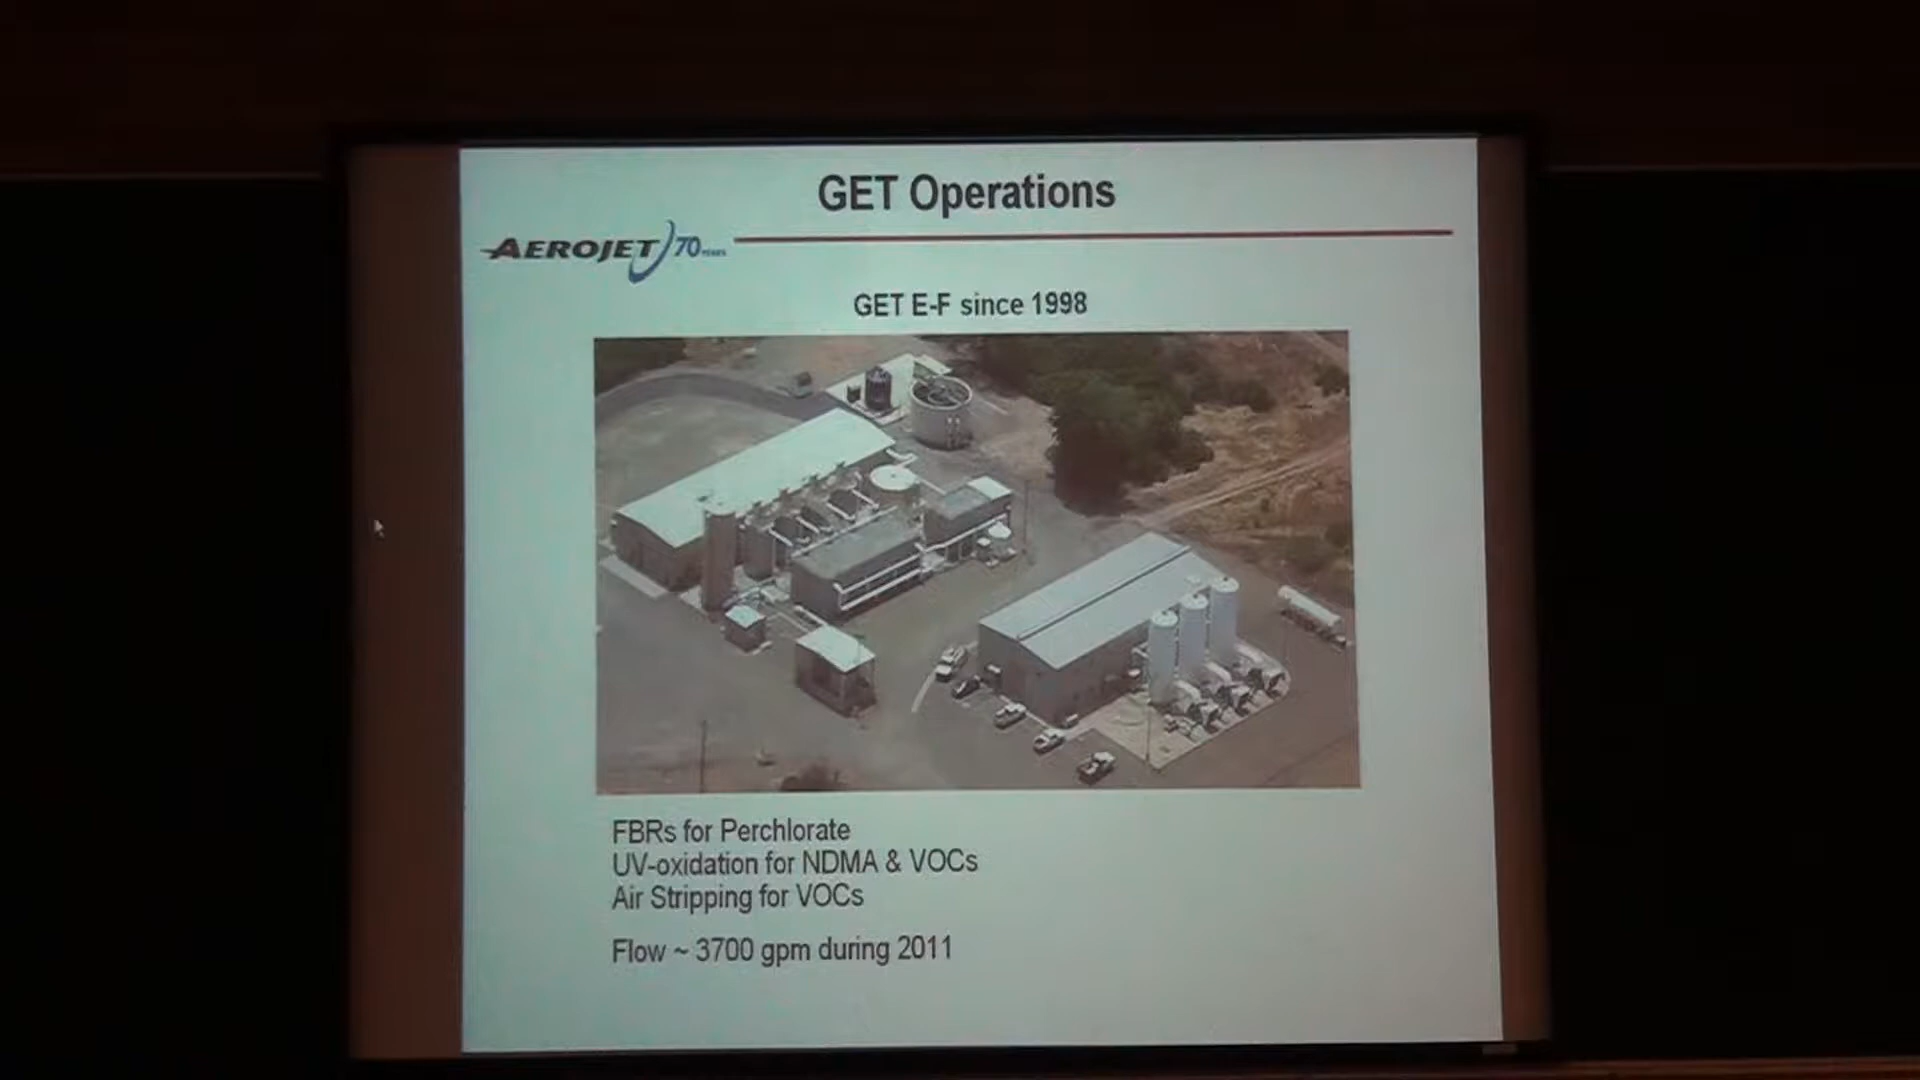 GET Operations
AEROJET 70 YEARS
GET E-F since 1998
FBRs for Perchlorate
UV-oxidation for NDMA & VOCs
Air Stripping for VOCs
Flow ~ 3700 gpm during 2011